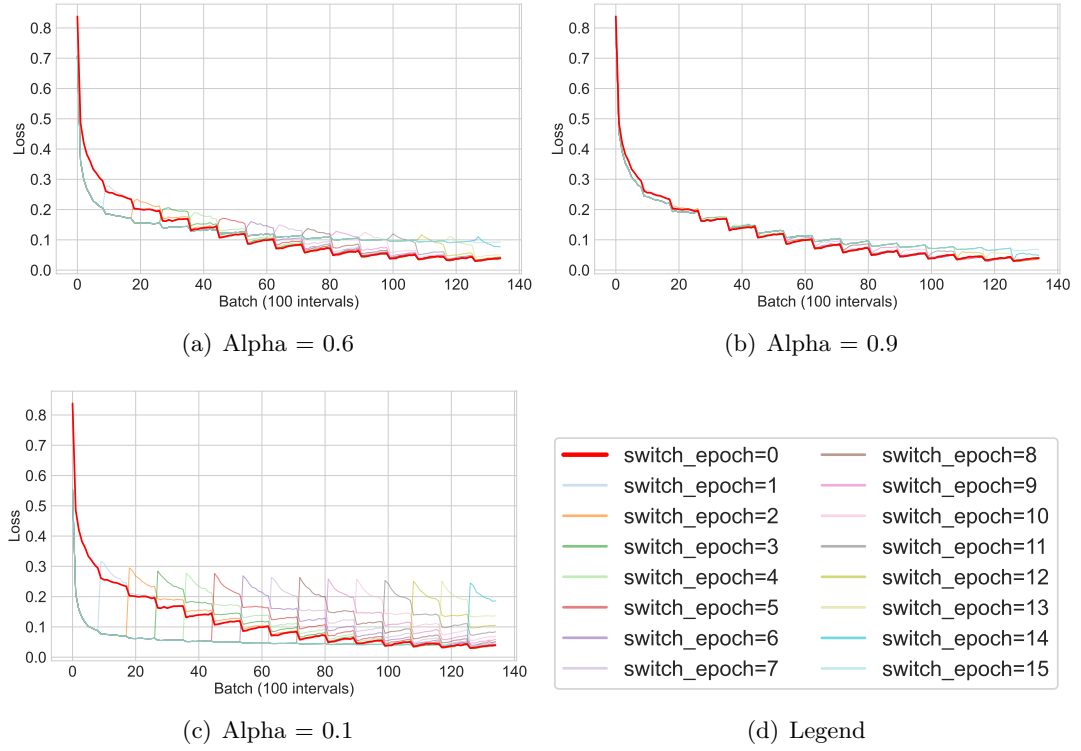 Loss
0.8
0.7
0.6
0.5
0.4
0.3
0.2
0.1
0.0
0 20 40 60 80 100 120 140
Batch (100 intervals)
(a) Alpha = 0.6
Loss
0.8
0.7
0.6
0.5
0.4
0.3
0.2
0.1
0.0
0 20 40 60 80 100 120 140
Batch (100 intervals)
(b) Alpha = 0.9
Loss
0.8
0.7
0.6
0.5
0.4
0.3
0.2
0.1
0.0
0 20 40 60 80 100 120 140
Batch (100 intervals)
(c) Alpha = 0.1
switch_epoch=0
switch_epoch=1
switch_epoch=2
switch_epoch=3
switch_epoch=4
switch_epoch=5
switch_epoch=6
switch_epoch=7
switch_epoch=8
switch_epoch=9
switch_epoch=10
switch_epoch=11
switch_epoch=12
switch_epoch=13
switch_epoch=14
switch_epoch=15
(d) Legend